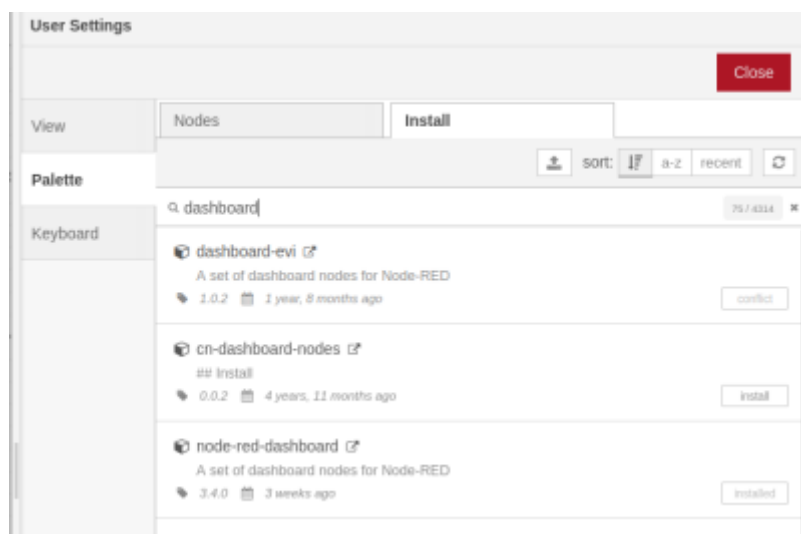 User Settings
Close
View
Palette
Keyboard
Nodes
Install
sort: a-z recent
dashboard
75 / 4314
dashboard-evi
A set of dashboard nodes for Node-RED
1.0.2 1 year, 8 months ago
conflict
cn-dashboard-nodes
## Install
0.0.2 4 years, 11 months ago
install
node-red-dashboard
A set of dashboard nodes for Node-RED
3.4.0 3 weeks ago
installed